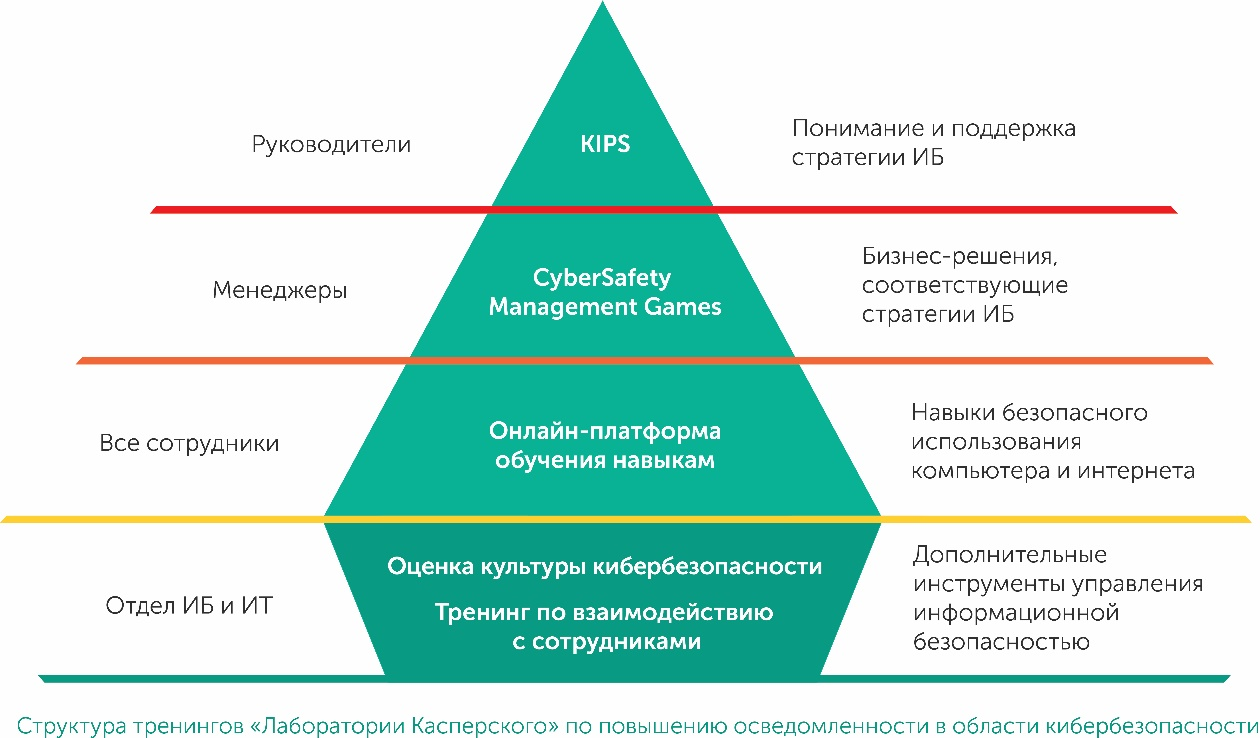 Руководители
KIPS
Понимание и поддержка
стратегии ИБ
Менеджеры
CyberSafety
Management Games
Бизнес-решения,
соответствующие
стратегии ИБ
Все сотрудники
Онлайн-платформа
обучения навыкам
Навыки безопасного
использования
компьютера и интернета
Отдел ИБ и ИТ
Оценка культуры кибербезопасности
Тренинг по взаимодействию
с сотрудниками
Дополнительные
инструменты управления
информационной
безопасностью
Структура тренингов «Лаборатории Касперского» по повышению осведомленности в области кибербезопасности